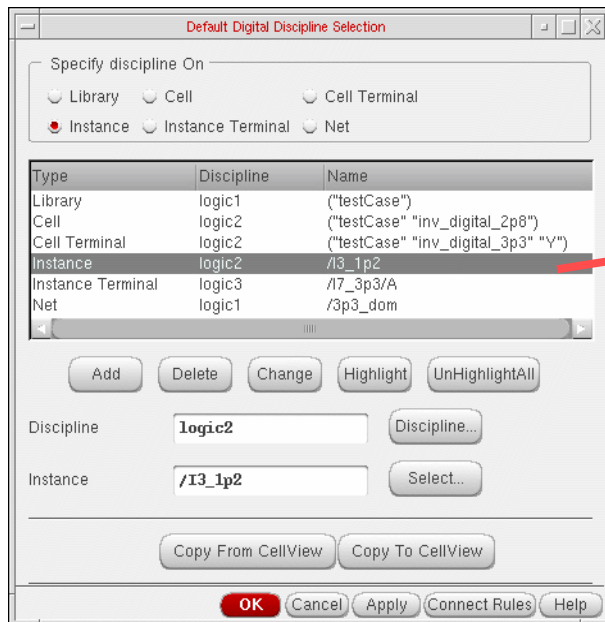 Default Digital Discipline Selection
Specify discipline On
Library Cell Cell Terminal
Instance Instance Terminal Net
Type Discipline Name
Library logic1 ("testCase")
Cell logic2 ("testCase" "inv_digital_2p8")
Cell Terminal logic2 ("testCase" "inv_digital_3p3" "Y")
Instance logic2 /I3_1p2
Instance Terminal logic3 /I7_3p3/A
Net logic1 /3p3_dom
Add Delete Change Highlight UnHighlightAll
Discipline logic2 Discipline...
Instance /I3_1p2 Select...
Copy From CellView Copy To CellView
OK Cancel Apply Connect Rules Help